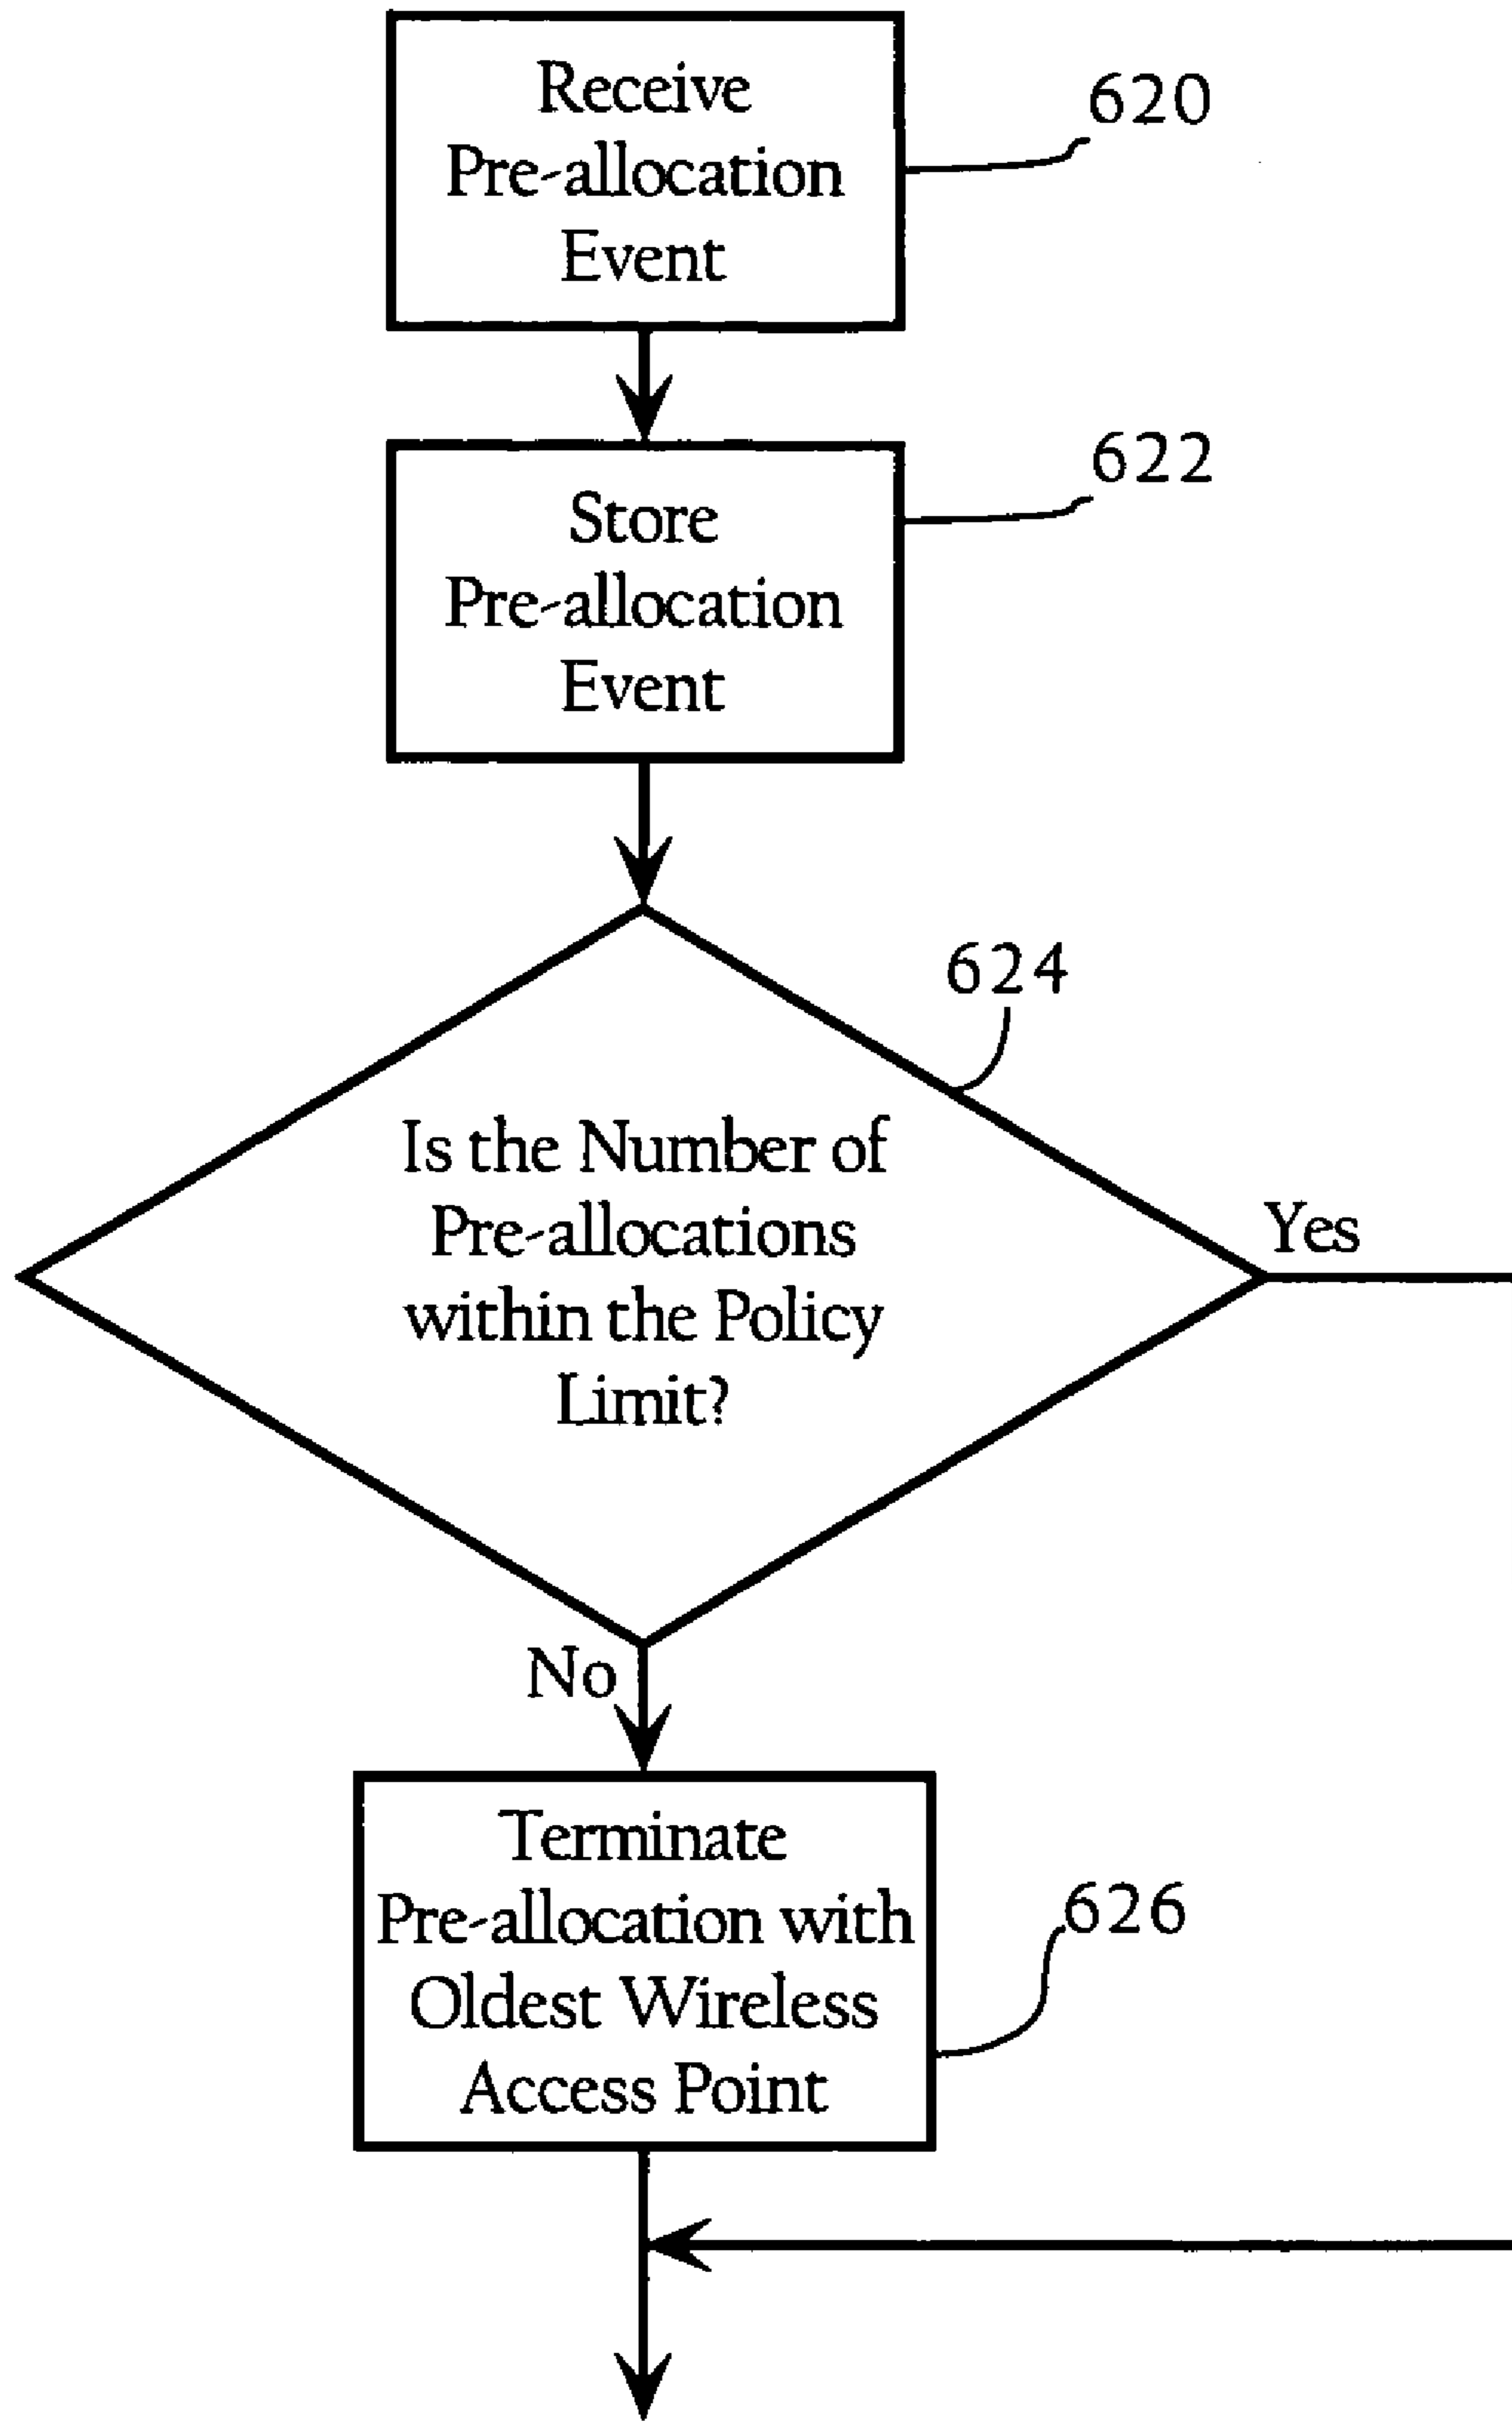 Receive
Pre-allocation
Event
620
Store
Pre-allocation
Event
622
624
Is the Number of
Pre-allocations
within the Policy
Limit?
Yes
No
Terminate
Pre-allocation with
Oldest Wireless
Access Point
626